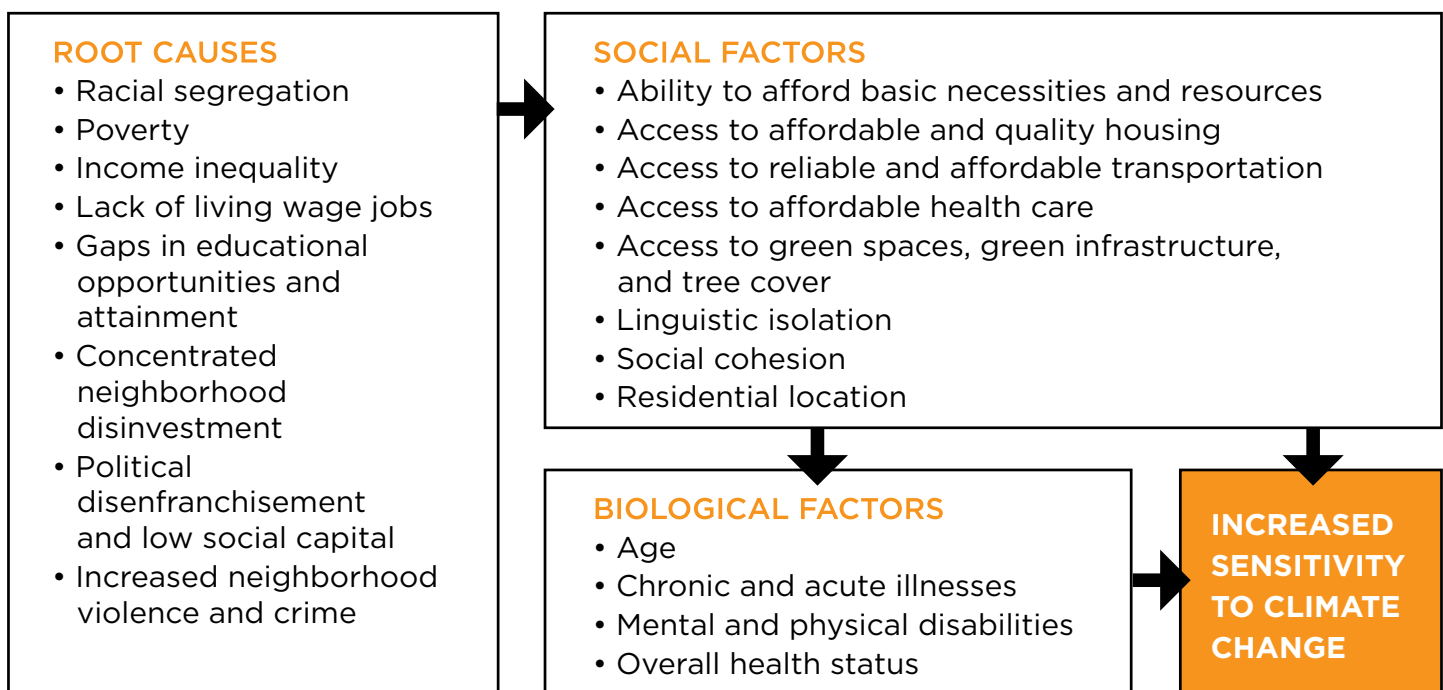 ROOT CAUSES
• Racial segregation
• Poverty
• Income inequality
• Lack of living wage jobs
• Gaps in educational
opportunities and
attainment
• Concentrated
neighborhood
disinvestment
• Political
disenfranchisement
and low social capital
• Increased neighborhood
violence and crime
SOCIAL FACTORS
• Ability to afford basic necessities and resources
• Access to affordable and quality housing
• Access to reliable and affordable transportation
• Access to affordable health care
• Access to green spaces, green infrastructure,
and tree cover
• Linguistic isolation
• Social cohesion
• Residential location
BIOLOGICAL FACTORS
• Age
• Chronic and acute illnesses
• Mental and physical disabilities
• Overall health status
INCREASED
SENSITIVITY
TO CLIMATE
CHANGE